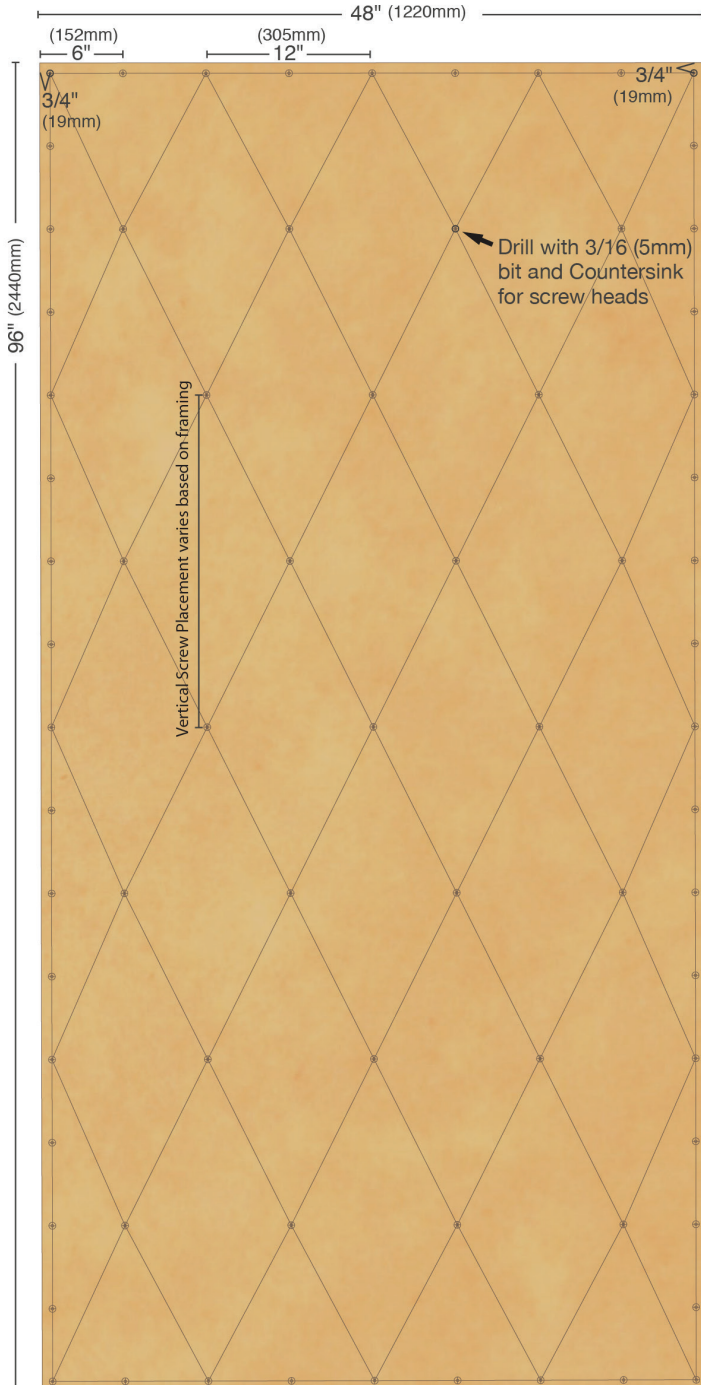 48" (1220mm)
(152mm)
6"
(305mm)
12"
3/4"
(19mm)
3/4"
(19mm)
96" (2440mm)
Drill with 3/16 (5mm)
bit and Countersink
for screw heads
Vertical Screw Placement varies based on framing